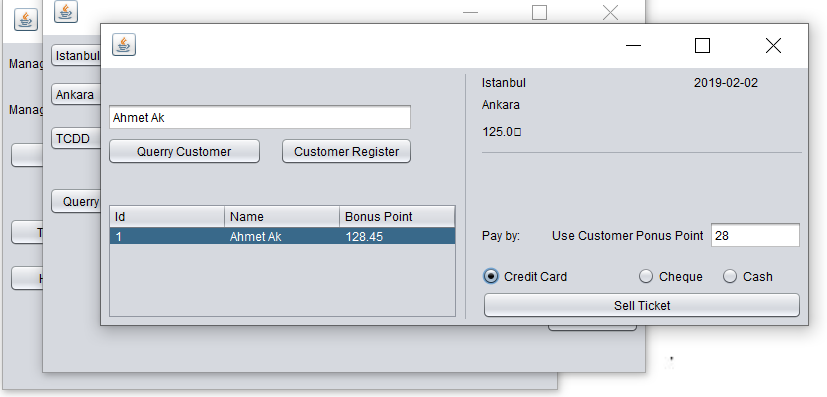 Manag
Manag
Istanbul
Ankara
TCDD
Querry
T
H
Ahmet Ak
Querry Customer Customer Register
Id Name Bonus Point
1 Ahmet Ak 128.45
Istanbul 2019-02-02
Ankara
125.0□
Pay by: Use Customer Ponus Point 28
Credit Card Cheque Cash
Sell Ticket